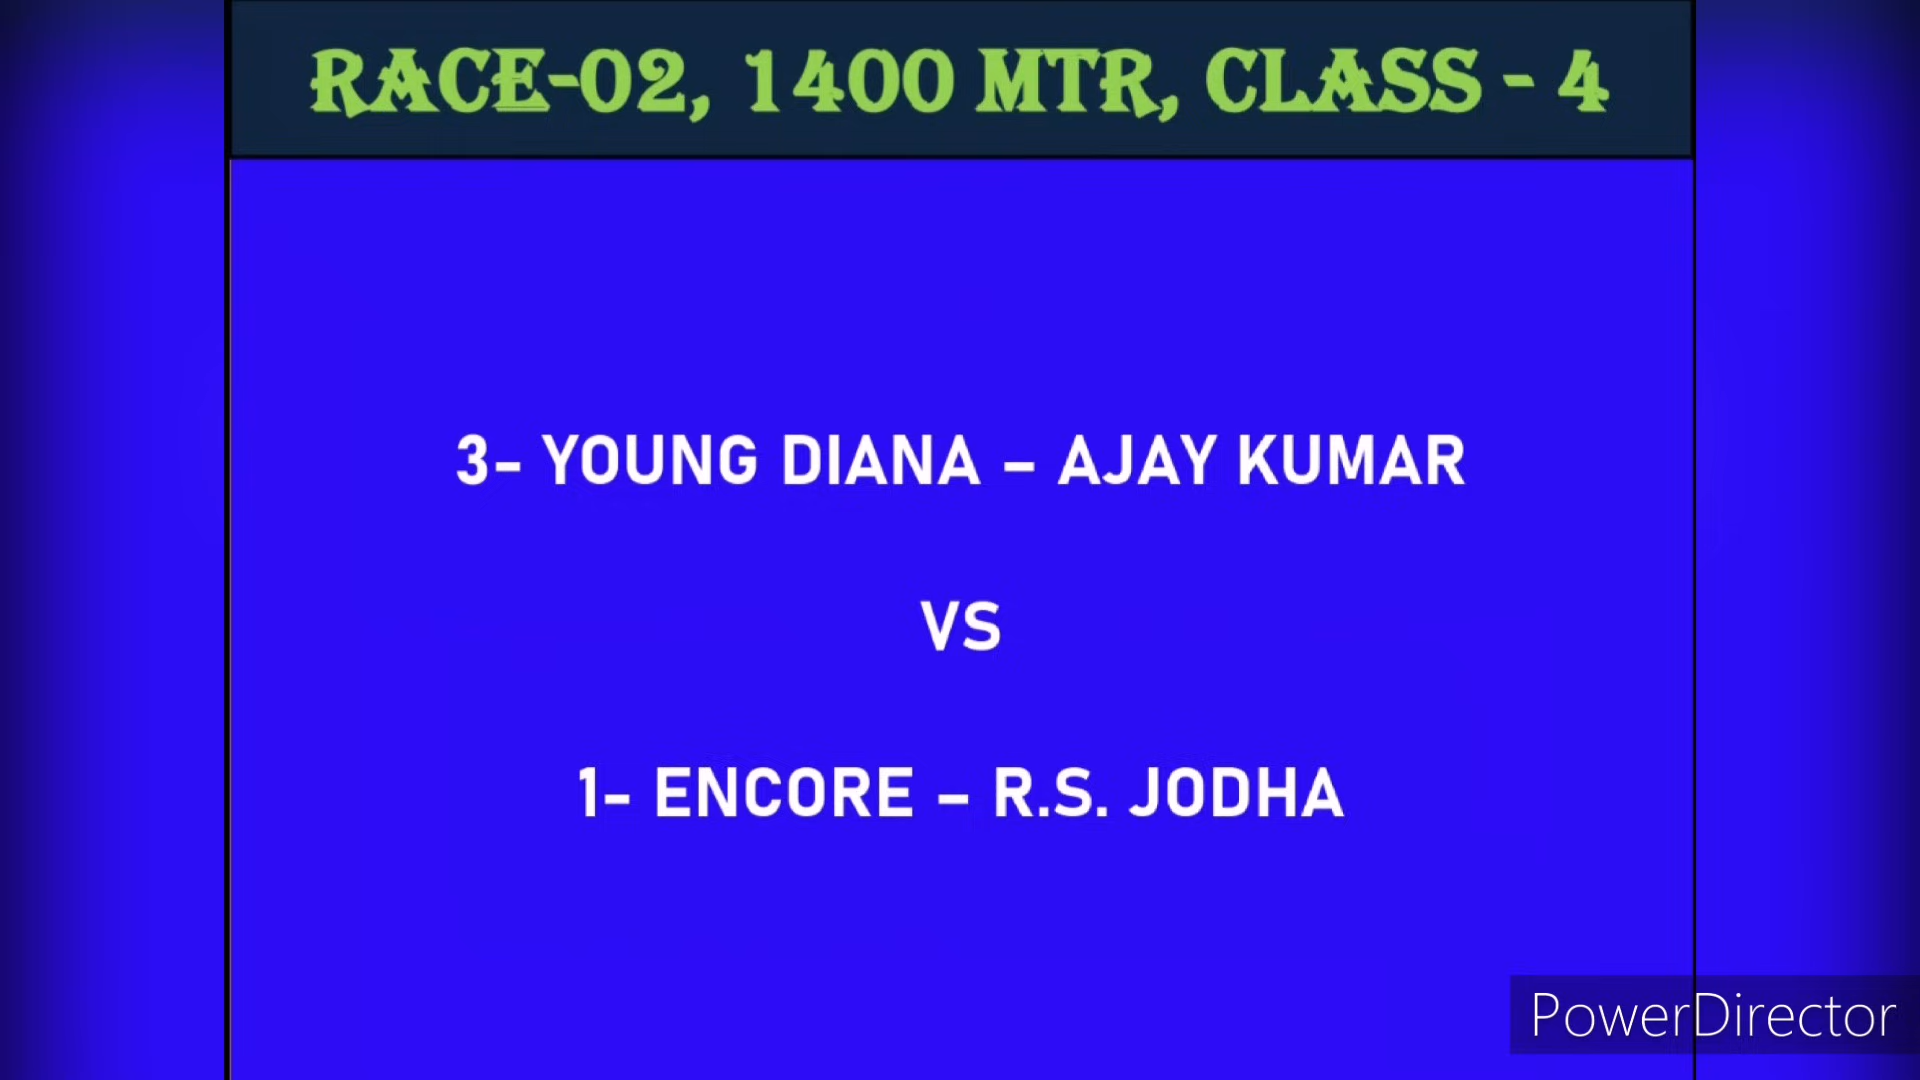 RACE-02, 1400 MTR, CLASS - 4
3- YOUNG DIANA – AJAY KUMAR
VS
1- ENCORE – R.S. JODHA
PowerDirector